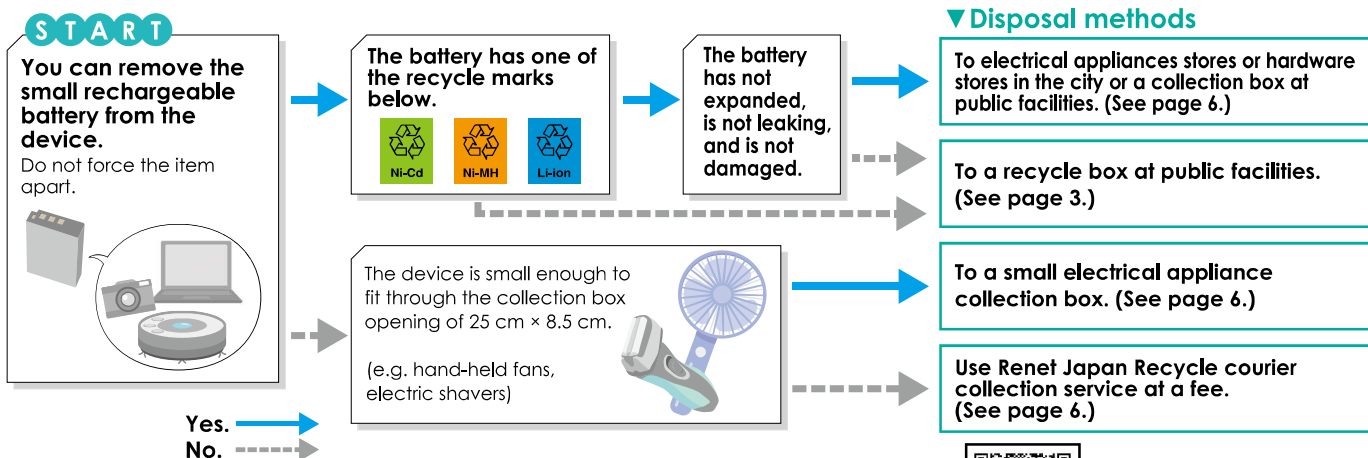 START
You can remove the
small rechargeable
battery from the
device.
Do not force the item
apart.
The battery has one of
the recycle marks
below.
Ni-Cd
Ni-MH
Li-ion
The battery
has not
expanded,
is not leaking,
and is not
damaged.
The device is small enough to
fit through the collection box
opening of 25 cm × 8.5 cm.
(e.g. hand-held fans,
electric shavers)
▼Disposal methods
To electrical appliances stores or hardware
stores in the city or a collection box at
public facilities. (See page 6.)
To a recycle box at public facilities.
(See page 3.)
To a small electrical appliance
collection box. (See page 6.)
Use Renet Japan Recycle courier
collection service at a fee.
(See page 6.)
Yes.
No.